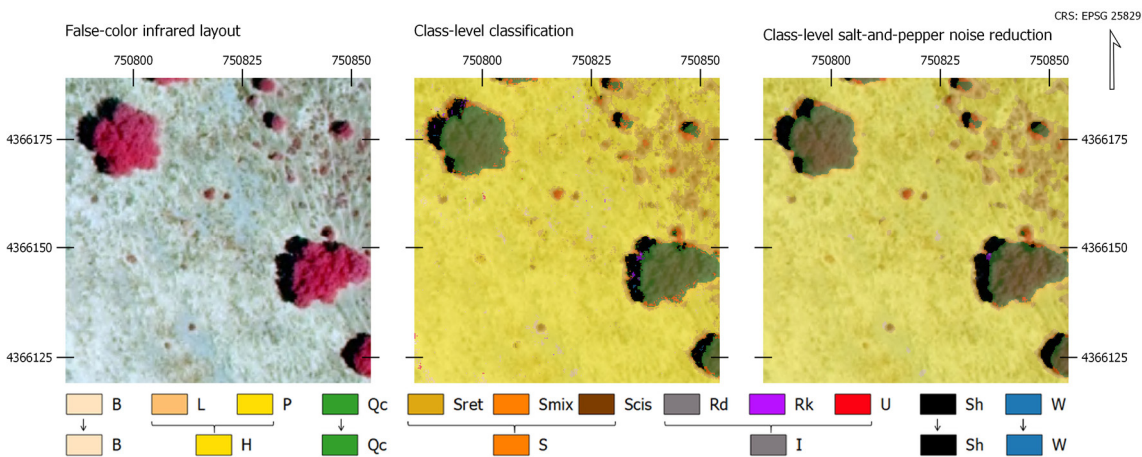 CRS: EPSG 25829
False-color infrared layout
Class-level classification
Class-level salt-and-pepper noise reduction
750800 750825 750850 750800 750825 750850 750800 750825 750850
4366175 4366175
4366150 4366150
4366125 4366125
B L P Qc Sret Smix Scis Rd Rk U Sh W
B H Qc S I Sh W